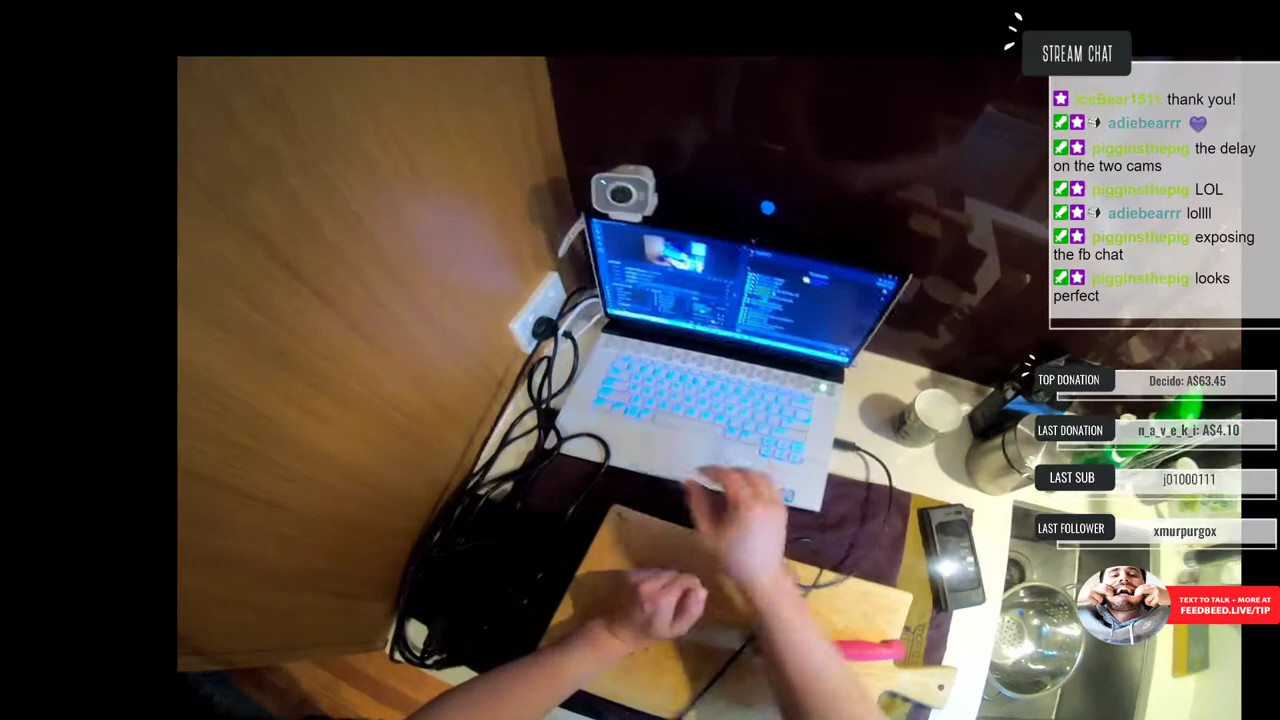 STREAM CHAT
IceBear1511 thank you!
adiebearrr
pigginsthepig the delay
on the two cams
pigginsthepig LOL
adiebearrr lollll
pigginsthepig exposing
the fb chat
pigginsthepig looks
perfect
TOP DONATION Decido: A$63.45
LAST DONATION n_a_v_e_k_i: A$4.10
LAST SUB j01000111
LAST FOLLOWER xmurpurgox
TEXT TO TALK + MORE AT
FEEDBEED.LIVE/TIP